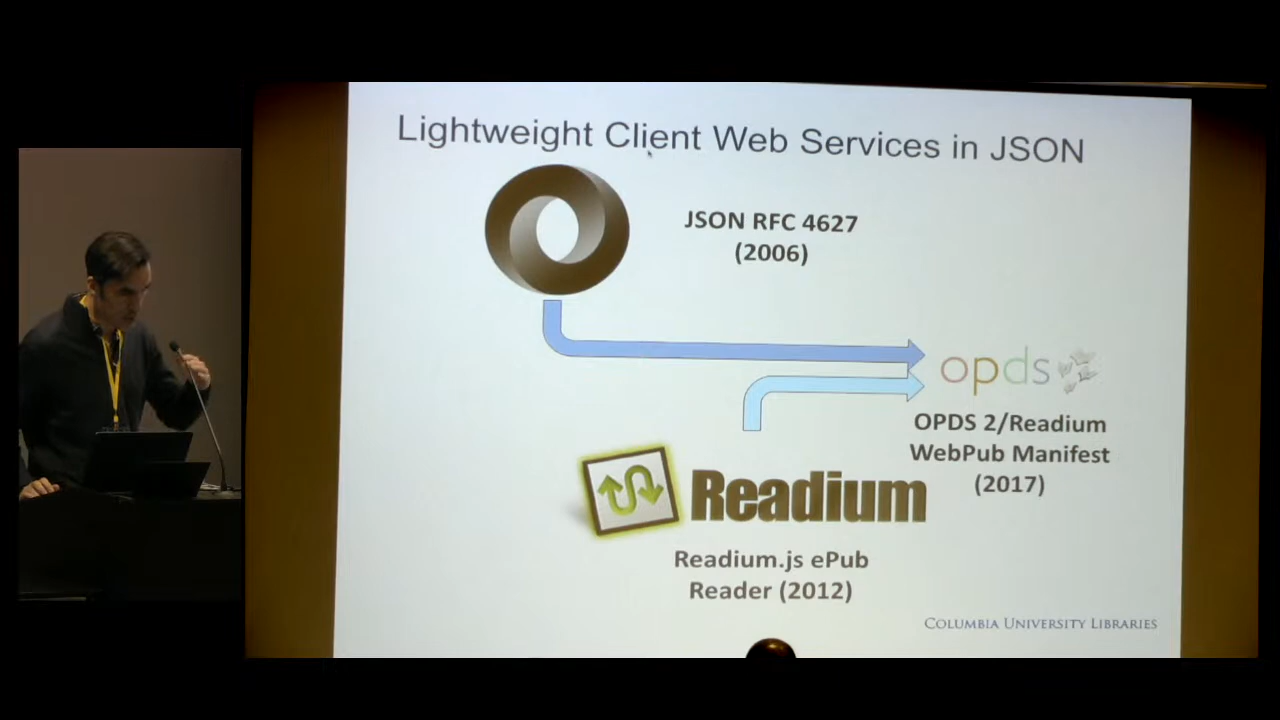 Lightweight Client Web Services in JSON
JSON RFC 4627
(2006)
opds
OPDS 2/Readium
WebPub Manifest
(2017)
Readium
Readium.js ePub
Reader (2012)
COLUMBIA UNIVERSITY LIBRARIES